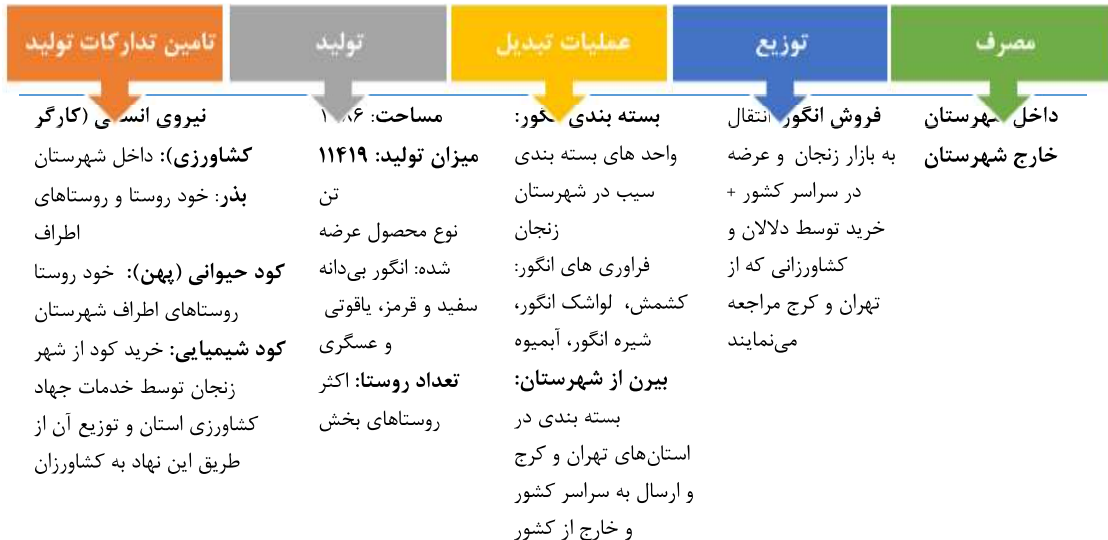 تامین تدارکات تولید
تولید
عملیات تبدیل
توزیع
مصرف
نیروی انسانی (کارگر
کشاورزی): داخل شهرستان
بذر: خود روستا و روستاهای
اطراف
کود حیوانی (پهن): خود روستا
روستاهای اطراف شهرستان
کود شیمیایی: خرید کود از شهر
زنجان توسط خدمات جهاد
کشاورزی استان و توزیع آن از
طریق این نهاد به کشاورزان
مساحت:
میزان تولید: ۱۱۴۱۹
تن
نوع محصول عرضه
شده: انگور بی‌دانه
سفید و قرمز، یاقوتی
و عسگری
تعداد روستا: اکثر
روستاهای بخش
بسته بندی انگور:
واحد های بسته بندی
سیب در شهرستان
زنجان
فراوری های انگور:
کشمش، لواشک انگور،
شیره انگور، آبمیوه
بیرن از شهرستان:
بسته بندی در
استان‌های تهران و کرج
و ارسال به سراسر کشور
و خارج از کشور
فروش انگور: انتقال
به بازار زنجان و عرضه
در سراسر کشور +
خرید توسط دلالان و
کشاورزانی که از
تهران و کرج مراجعه
می‌نمایند
داخل شهرستان
خارج شهرستان